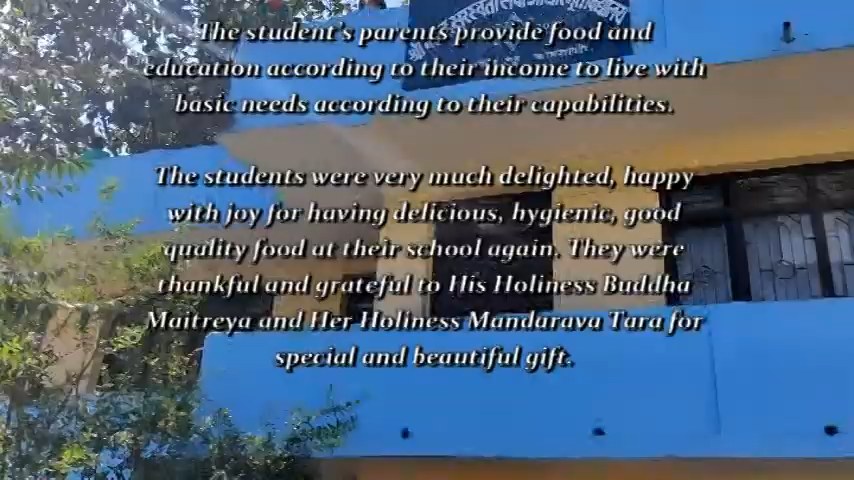 The student's parents provide food and
education according to their income to live with
basic needs according to their capabilities.
The students were very much delighted, happy
with joy for having delicious, hygienic, good
quality food at their school again. They were
thankful and grateful to His Holiness Buddha
Maitreya and Her Holiness Mandarava Tara for
special and beautiful gift.